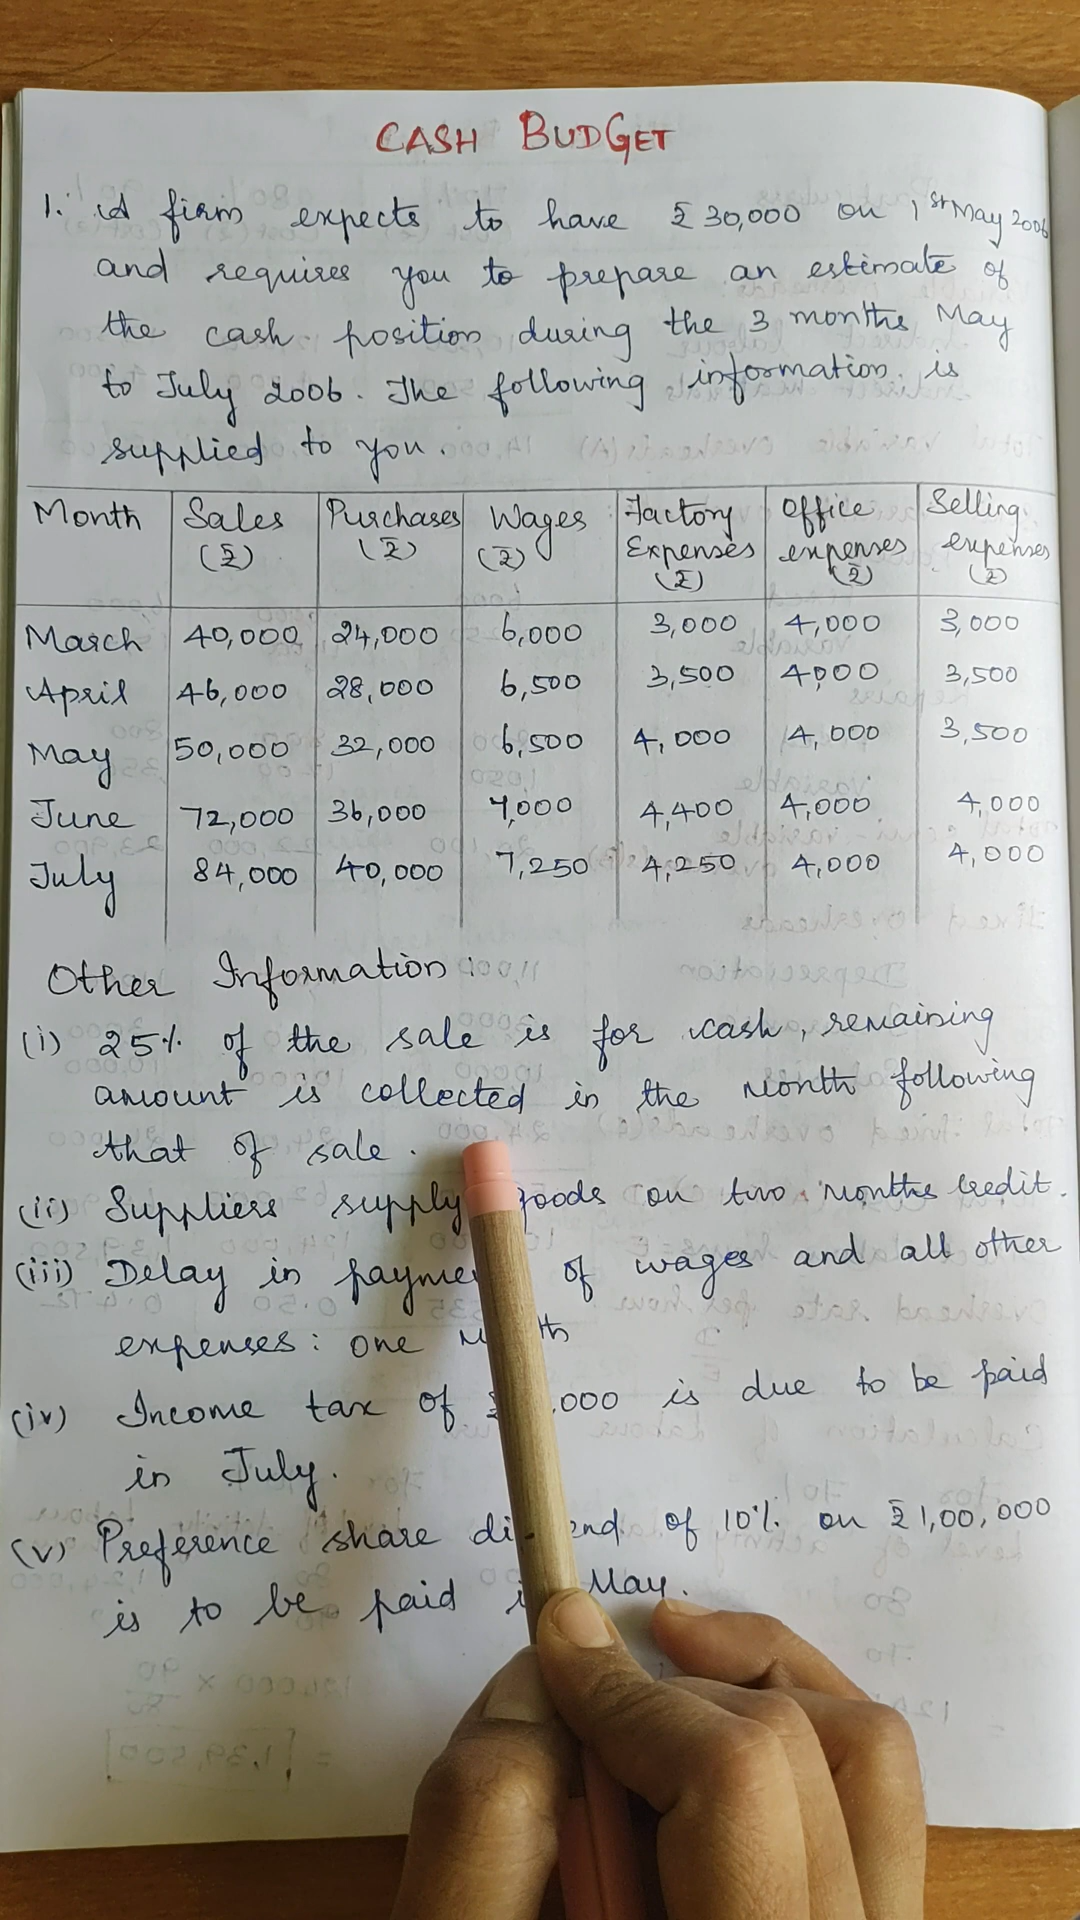 CASH BUDGET
1. A firm expects to have ₹ 30,000 on 1st May 2006
and requires you to prepare an estimate of
the cash position during the 3 months May
to July 2006. The following information is
supplied to you.
Month Sales (₹) Purchases (₹) Wages (₹) Factory Expenses (₹) Office expenses (₹) Selling expenses (₹)
March 40,000 24,000 6,000 3,000 4,000 3,000
April 46,000 28,000 6,500 3,500 4,000 3,500
May 50,000 32,000 6,500 4,000 4,000 3,500
June 72,000 36,000 7,000 4,400 4,000 4,000
July 84,000 40,000 7,250 4,250 4,000 4,000
Other Information:
(i) 25% of the sale is for cash, remaining
amount is collected in the month following
that of sale.
(ii) Suppliers supply goods on two months credit.
(iii) Delay in of wages and all other
expenses: one
(iv) Income tax of is due to be paid
in July.
(v) Preference share of 10% on ₹ 1,00,000
is to be paid May.